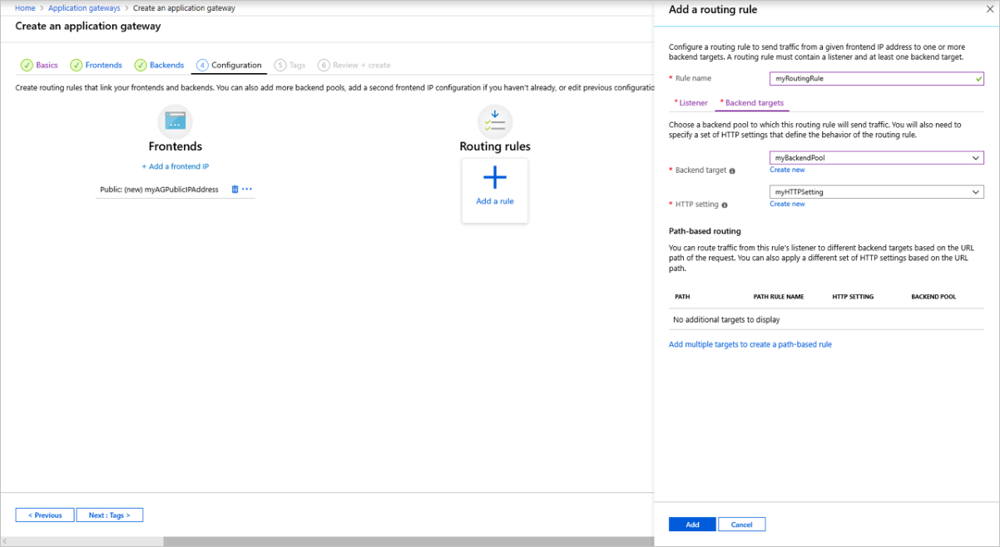 Home > Application gateways > Create an application gateway
Create an application gateway
✓ Basics ✓ Frontends ✓ Backends 4 Configuration 5 Tags 6 Review + create
Create routing rules that link your frontends and backends. You can also add more backend pools, add a second frontend IP configuration if you haven't already, or edit previous configuratio
Frontends
+ Add a frontend IP
Public: (new) myAGPublicIPAddress
Routing rules
Add a rule
< Previous
Next : Tags >
Add a routing rule
Configure a routing rule to send traffic from a given frontend IP address to one or more
backend targets. A routing rule must contain a listener and at least one backend target.
* Rule name
myRoutingRule
* Listener * Backend targets
Choose a backend pool to which this routing rule will send traffic. You will also need to
specify a set of HTTP settings that define the behavior of the routing rule.
myBackendPool
* Backend target
Create new
myHTTPSetting
* HTTP setting
Create new
Path-based routing
You can route traffic from this rule's listener to different backend targets based on the URL
path of the request. You can also apply a different set of HTTP settings based on the URL
path.
PATH PATH RULE NAME HTTP SETTING BACKEND POOL
No additional targets to display
Add multiple targets to create a path-based rule
Add
Cancel